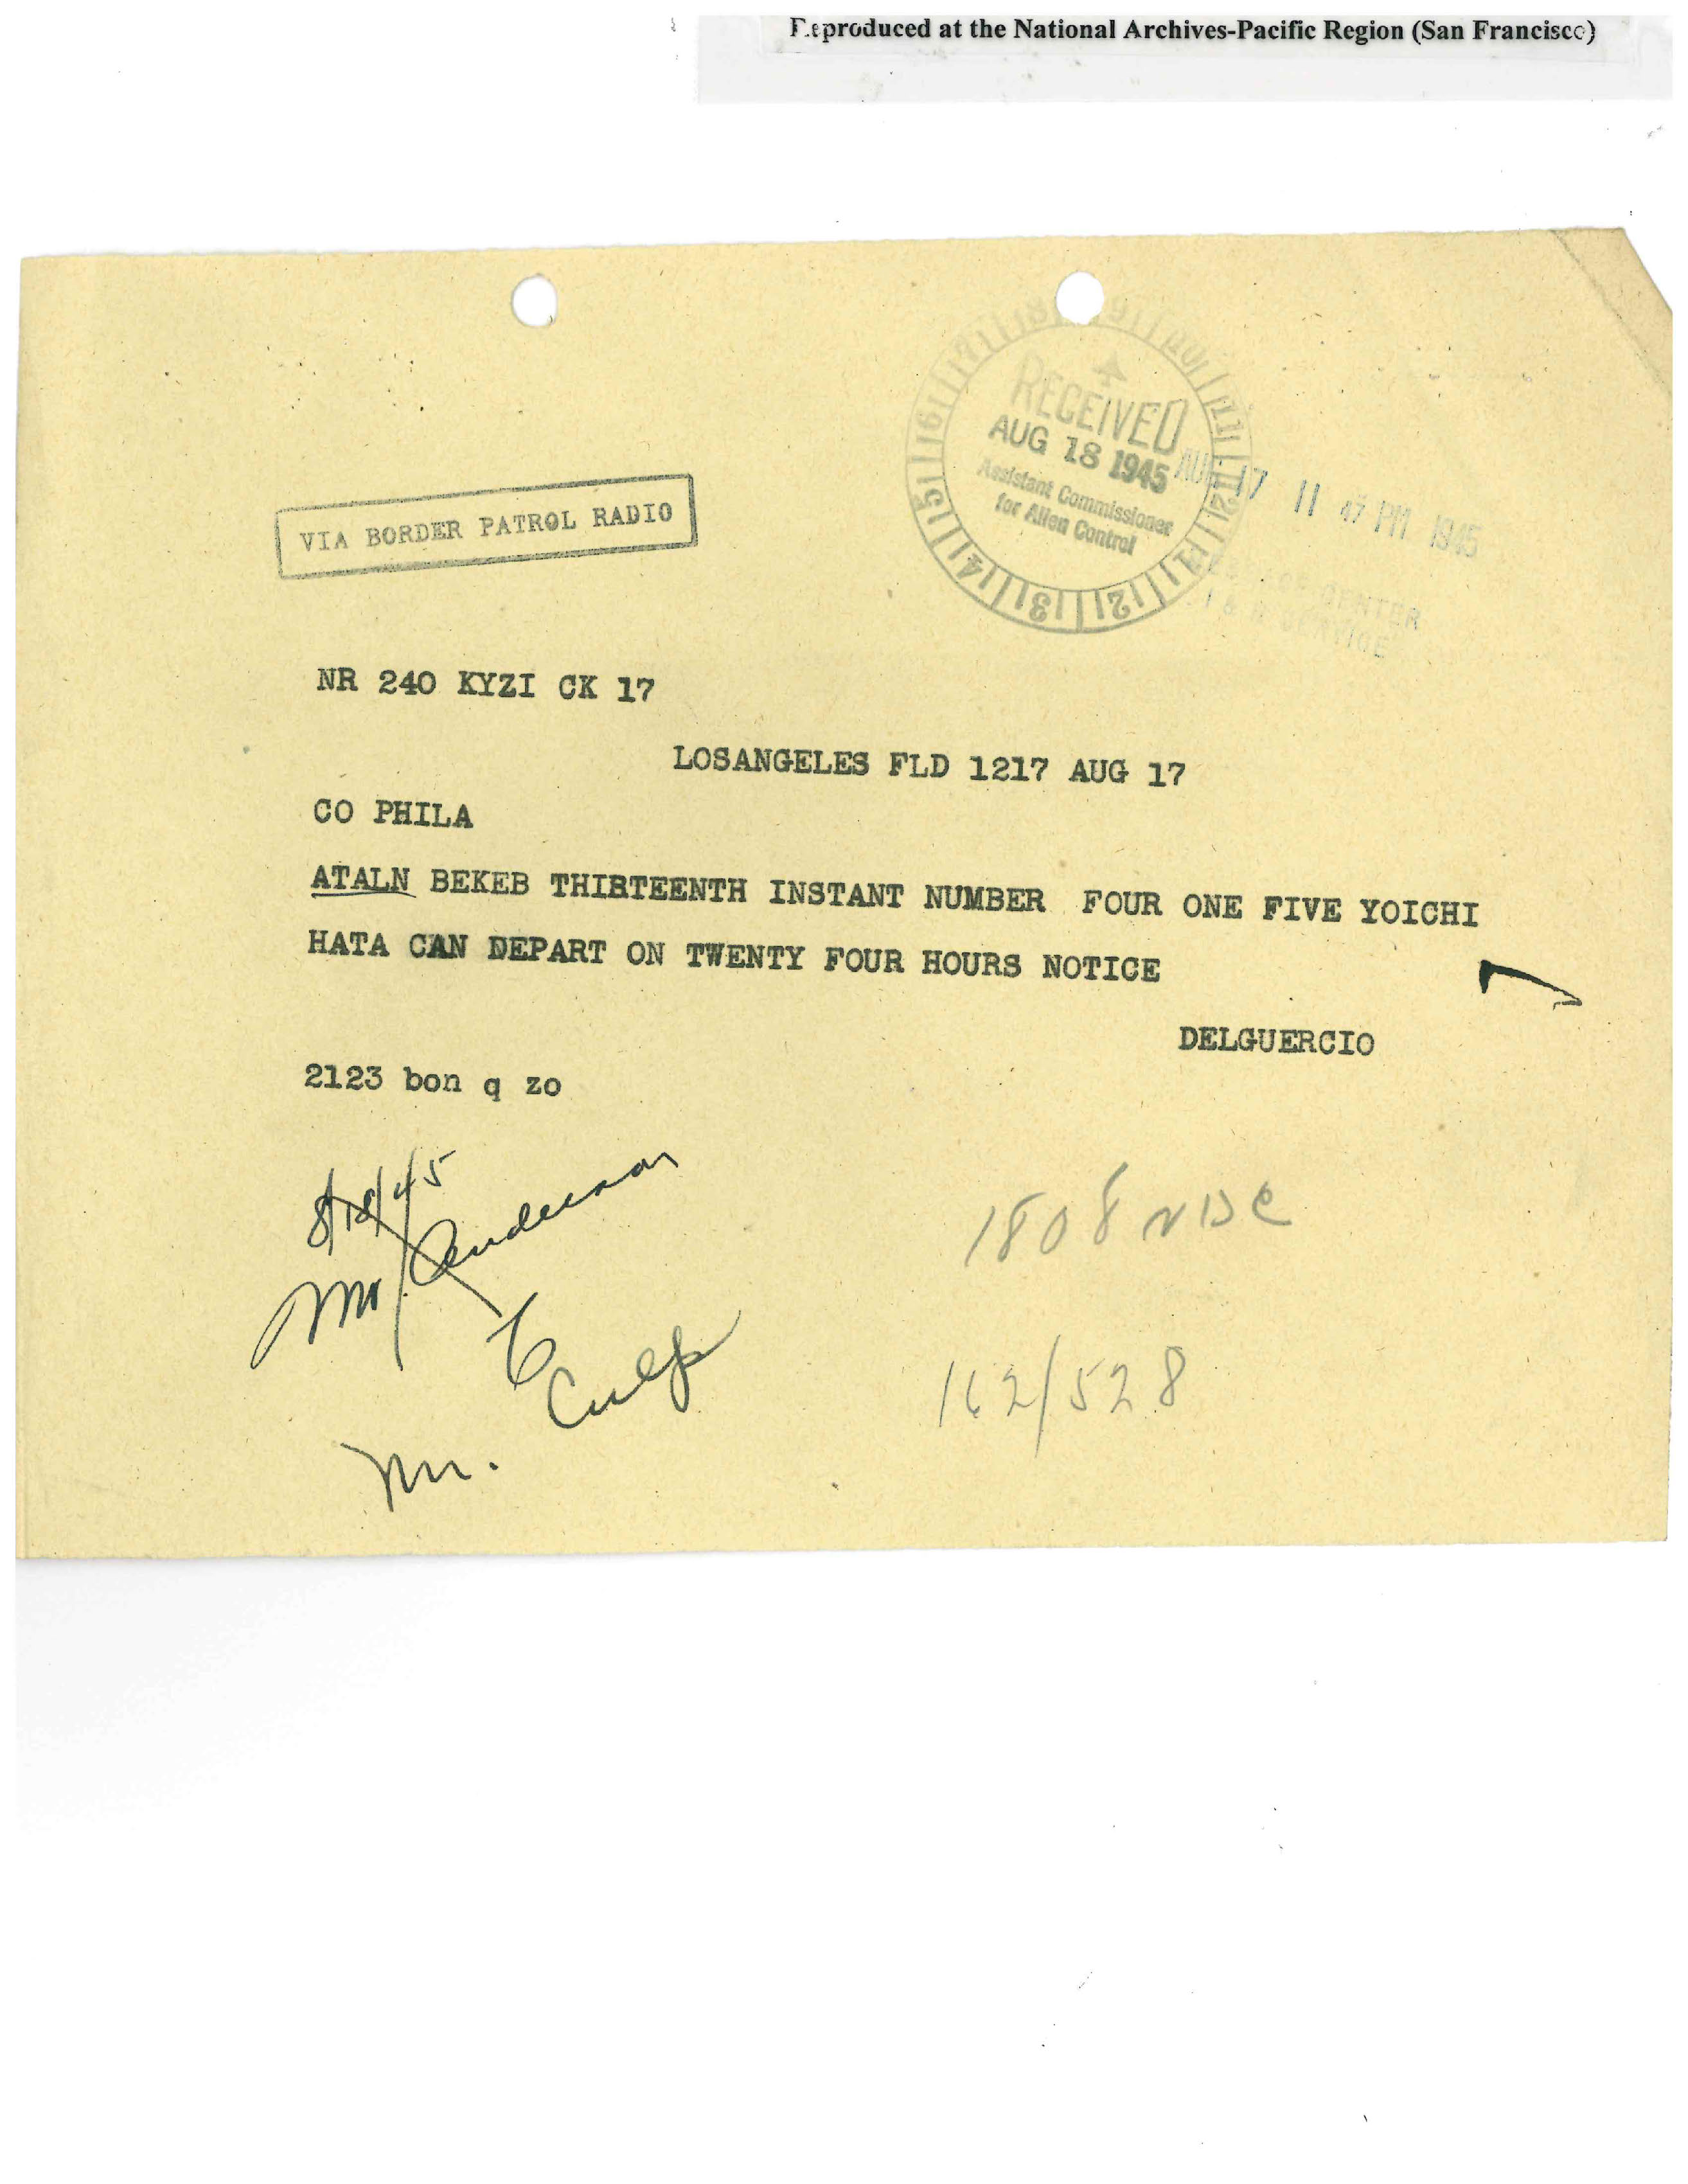 Reproduced at the National Archives-Pacific Region (San Francisco)
RECEIVED
AUG 18 1945
Assistant Commissioner
for Alien Control
AUG 17 11 47 PM 1945
CENTER
I & N SERVICE
VIA BORDER PATROL RADIO
NR 240 KYZI CK 17
LOSANGELES FLD 1217 AUG 17
CO PHILA
ATALN BEKEB THIRTEENTH INSTANT NUMBER FOUR ONE FIVE YOICHI
HATA CAN DEPART ON TWENTY FOUR HOURS NOTICE
DELGUERCIO
2123 bon q zo
8/18/45
Mr. Anderson
to
Mr. Culp
1808
162/528